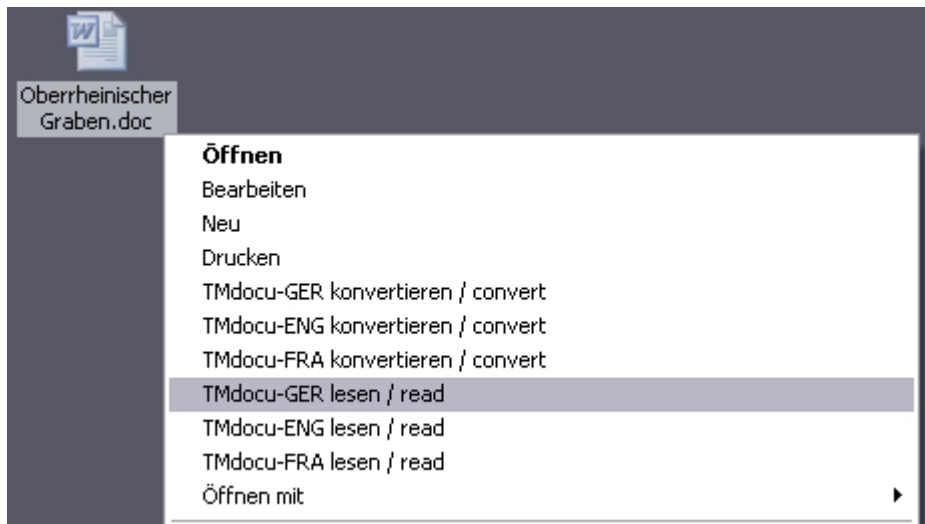 Oberrheinischer
Graben.doc
Öffnen
Bearbeiten
Neu
Drucken
TMdocu-GER konvertieren / convert
TMdocu-ENG konvertieren / convert
TMdocu-FRA konvertieren / convert
TMdocu-GER lesen / read
TMdocu-ENG lesen / read
TMdocu-FRA lesen / read
Öffnen mit